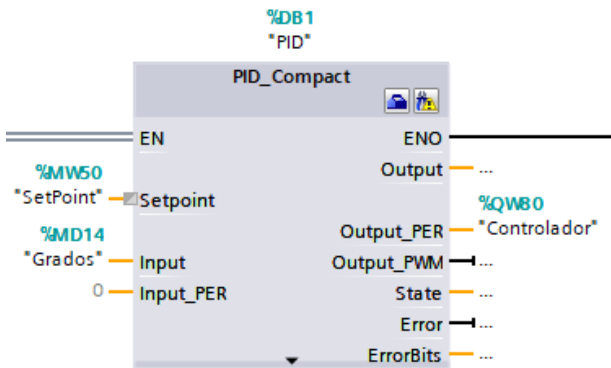 %DB1
"PID"
PID_Compact
EN
ENO
Output
...
%MW50
"SetPoint"
Setpoint
%QW80
"Controlador"
Output_PER
%MD14
"Grados"
Input
Output_PWM
...
0
Input_PER
State
...
Error
...
ErrorBits
...